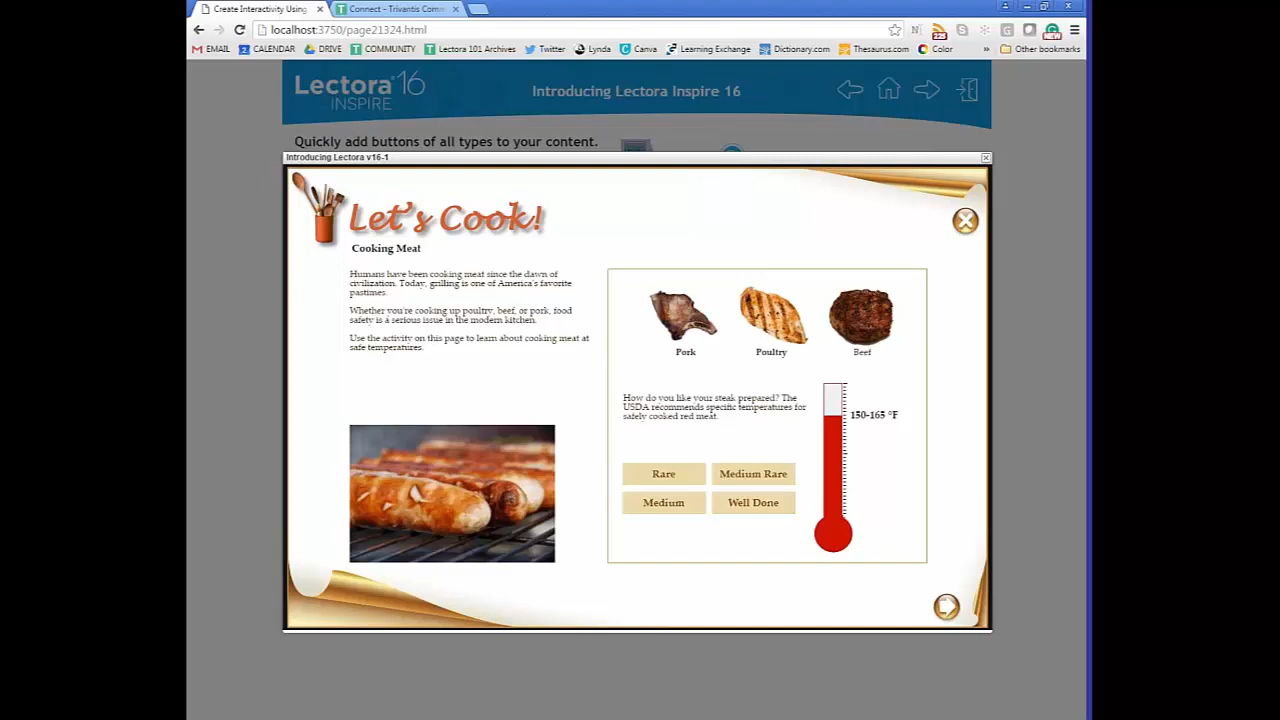 Create Interactivity Using
Connect - Trivantis Comm
localhost:3750/page21324.html
EMAIL CALENDAR DRIVE COMMUNITY Lectora 101 Archives Twitter Lynda Canva Learning Exchange Dictionary.com Thesaurus.com Color » Other bookmarks
Lectora 16
INSPIRE
Introducing Lectora Inspire 16
Quickly add buttons of all types to your content.
Introducing Lectora v16-1
Let's Cook!
Cooking Meat
Humans have been cooking meat since the dawn of
civilization. Today, grilling is one of America's favorite
pastimes.
Whether you're cooking up poultry, beef, or pork, food
safety is a serious issue in the modern kitchen.
Use the activity on this page to learn about cooking meat at
safe temperatures.
Pork
Poultry
Beef
How do you like your steak prepared? The
USDA recommends specific temperatures for
safely cooked red meat.
150-165 °F
Rare
Medium Rare
Medium
Well Done